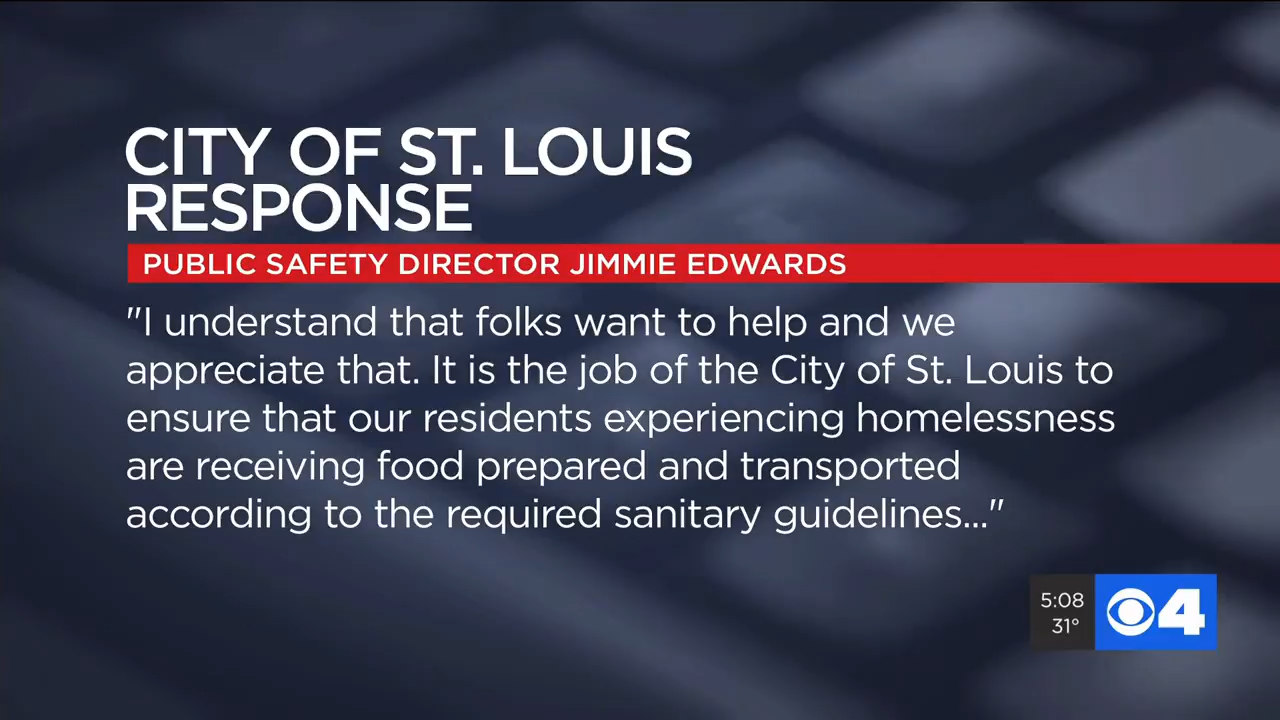 CITY OF ST. LOUIS
RESPONSE
PUBLIC SAFETY DIRECTOR JIMMIE EDWARDS
"I understand that folks want to help and we
appreciate that. It is the job of the City of St. Louis to
ensure that our residents experiencing homelessness
are receiving food prepared and transported
according to the required sanitary guidelines..."
5:08
31°
4